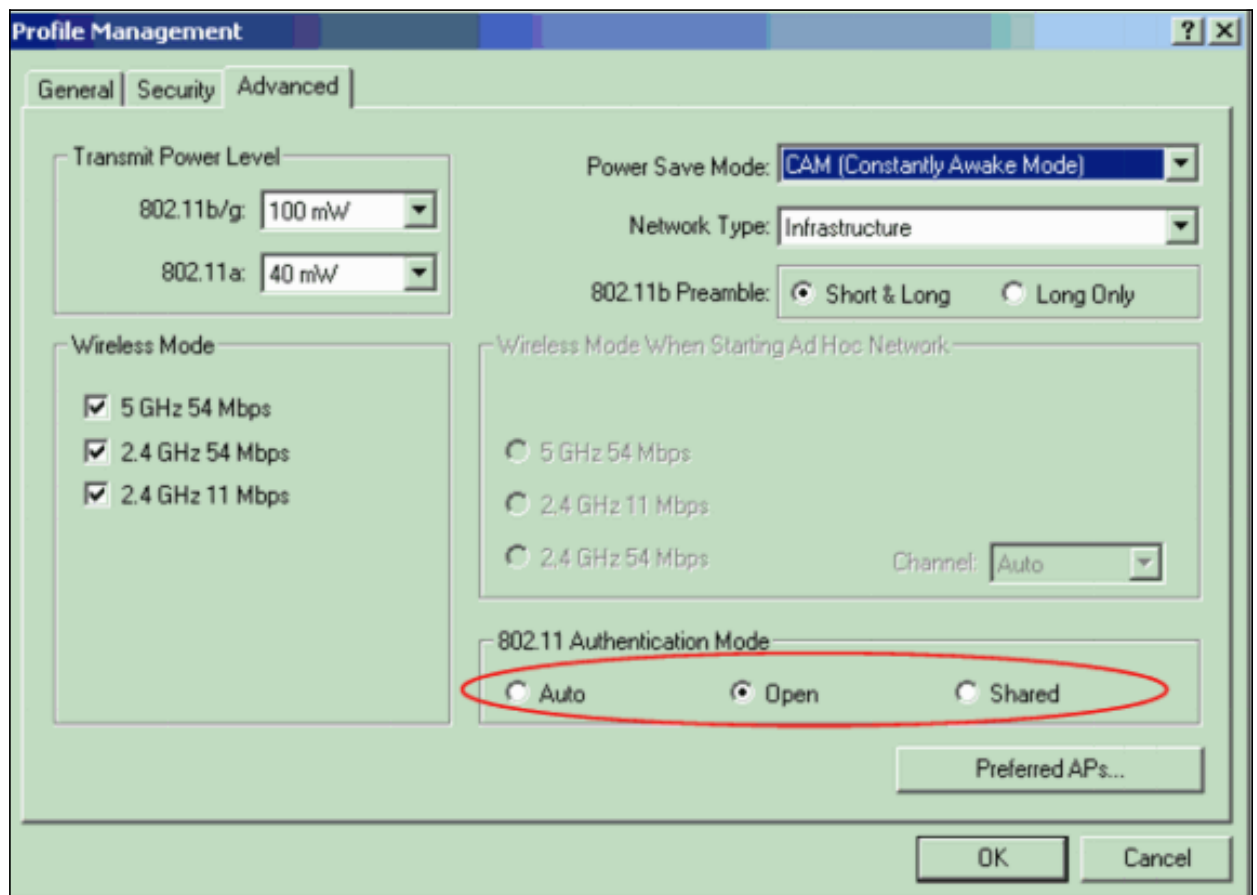 Profile Management
General Security Advanced
Transmit Power Level
802.11b/g: 100 mW
802.11a: 40 mW
Power Save Mode: CAM (Constantly Awake Mode)
Network Type: Infrastructure
802.11b Preamble: Short & Long Long Only
Wireless Mode
5 GHz 54 Mbps
2.4 GHz 54 Mbps
2.4 GHz 11 Mbps
Wireless Mode When Starting Ad Hoc Network
5 GHz 54 Mbps
2.4 GHz 11 Mbps
2.4 GHz 54 Mbps Channel: Auto
802.11 Authentication Mode
Auto Open Shared
Preferred APs...
OK Cancel